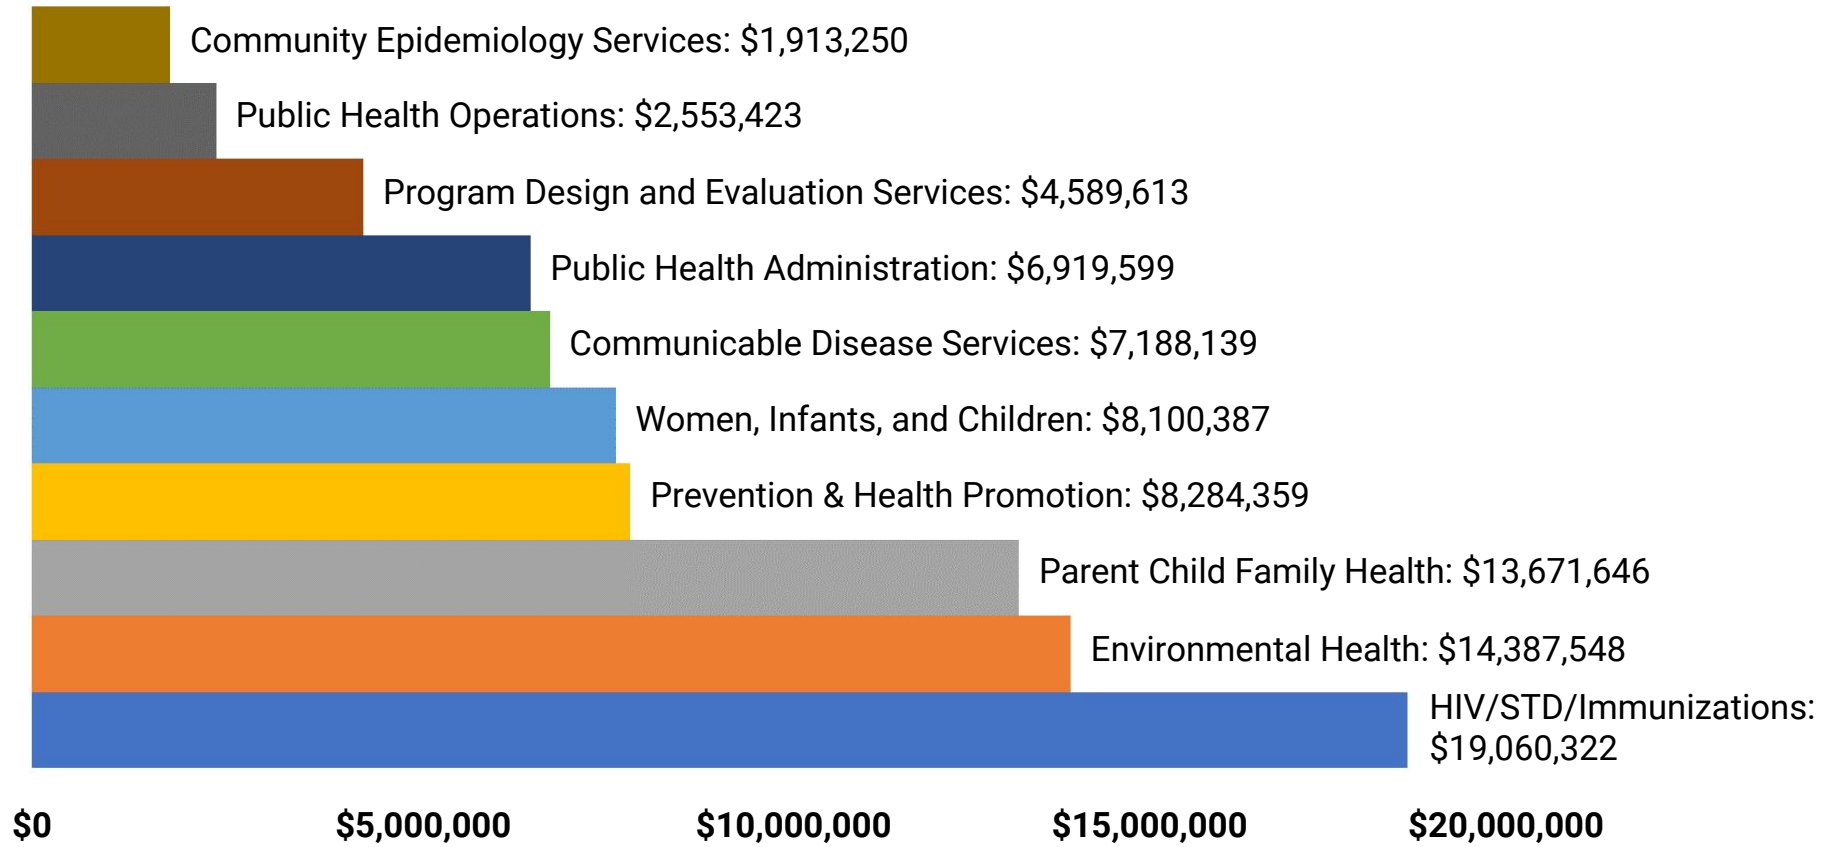 Community Epidemiology Services: $1,913,250
Public Health Operations: $2,553,423
Program Design and Evaluation Services: $4,589,613
Public Health Administration: $6,919,599
Communicable Disease Services: $7,188,139
Women, Infants, and Children: $8,100,387
Prevention & Health Promotion: $8,284,359
Parent Child Family Health: $13,671,646
Environmental Health: $14,387,548
HIV/STD/Immunizations:
$19,060,322
$0 $5,000,000 $10,000,000 $15,000,000 $20,000,000